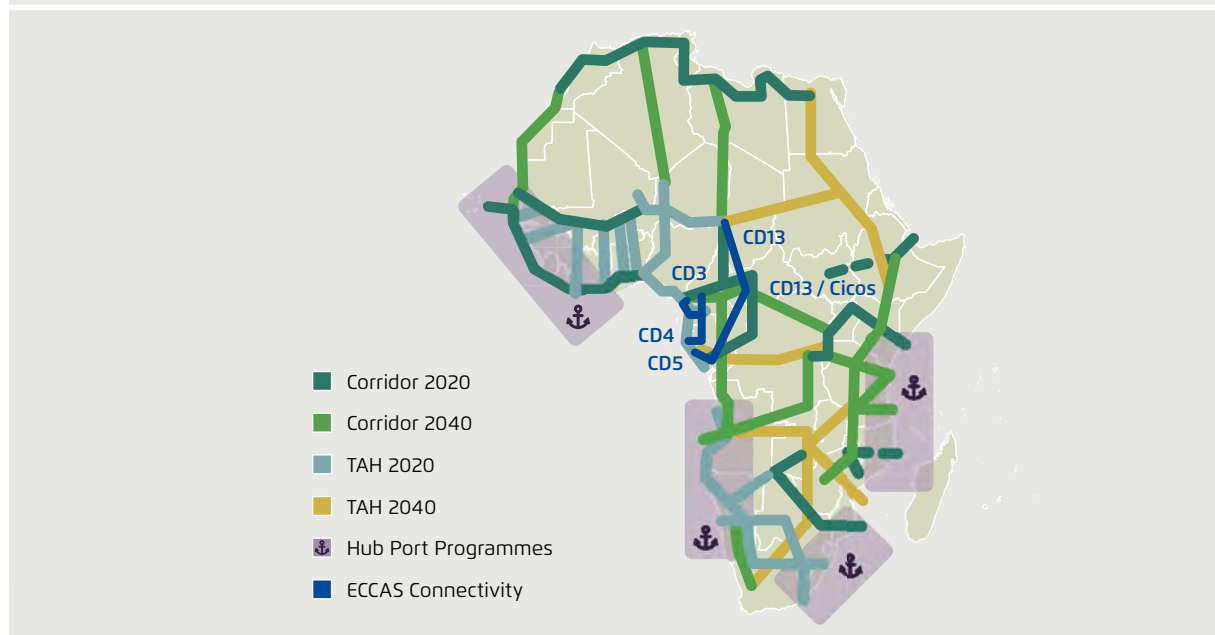 CD13
CD3
CD13 / Cicos
CD4
CD5
Corridor 2020
Corridor 2040
TAH 2020
TAH 2040
Hub Port Programmes
ECCAS Connectivity